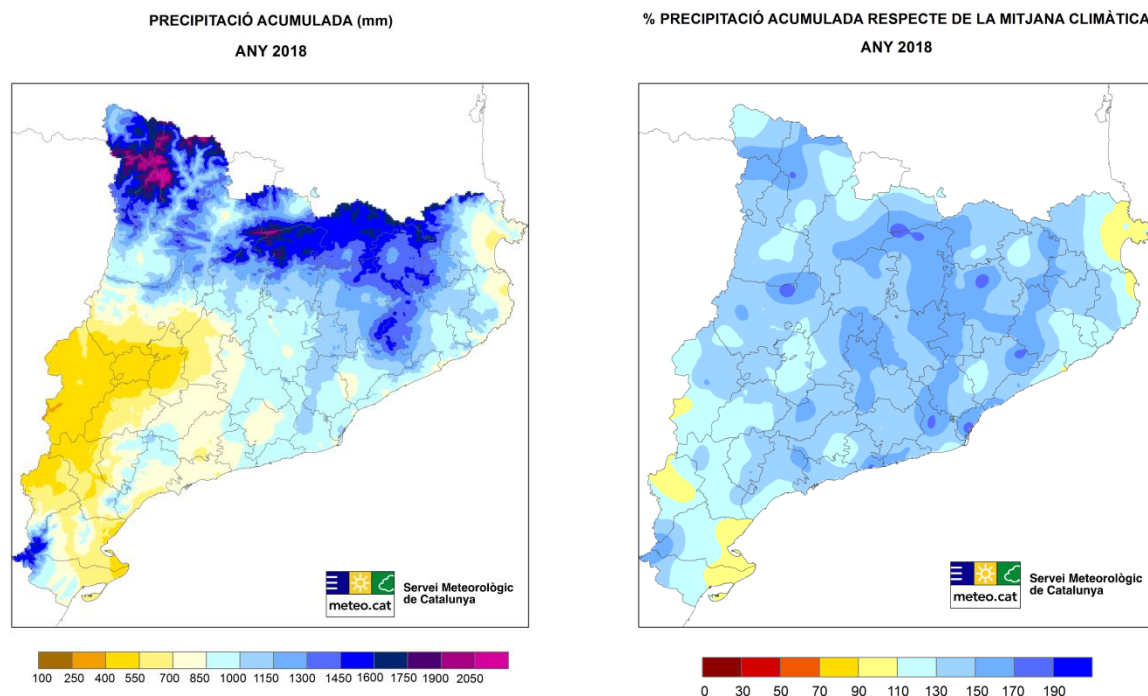 PRECIPITACIÓ ACUMULADA (mm)
ANY 2018
% PRECIPITACIÓ ACUMULADA RESPECTE DE LA MITJANA CLIMÀTICA
ANY 2018
meteo.cat
Servei Meteorològic
de Catalunya
meteo.cat
Servei Meteorològic
de Catalunya
100 250 400 550 700 850 1000 1150 1300 1450 1600 1750 1900 2050
0 30 50 70 90 110 130 150 170 190